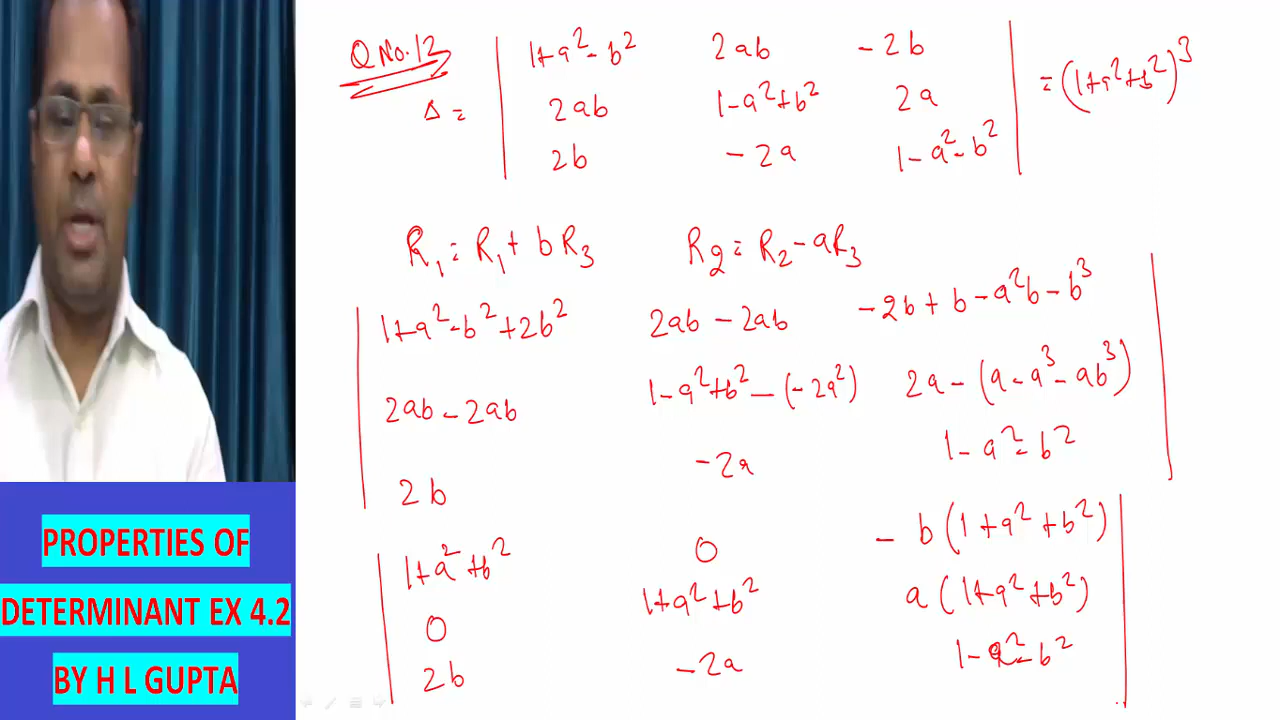 Q No. 12
Δ = | 1+a²-b² 2ab -2b |
| 2ab 1-a²+b² 2a | = (1+a²+b²)³
| 2b -2a 1-a²-b² |
R₁ = R₁ + bR₃ R₂ = R₂ - aR₃
| 1+a²-b²+2b² 2ab - 2ab -2b + b - a²b - b³ |
| 2ab - 2ab 1-a²+b² - (-2a²) 2a - (a - a³ - ab³) |
| 2b -2a 1-a²-b² |
| 1+a²+b² 0 - b(1+a²+b²) |
| 0 1+a²+b² a(1+a²+b²) |
| 2b -2a 1-a²-b² |
PROPERTIES OF
DETERMINANT EX 4.2
BY H L GUPTA